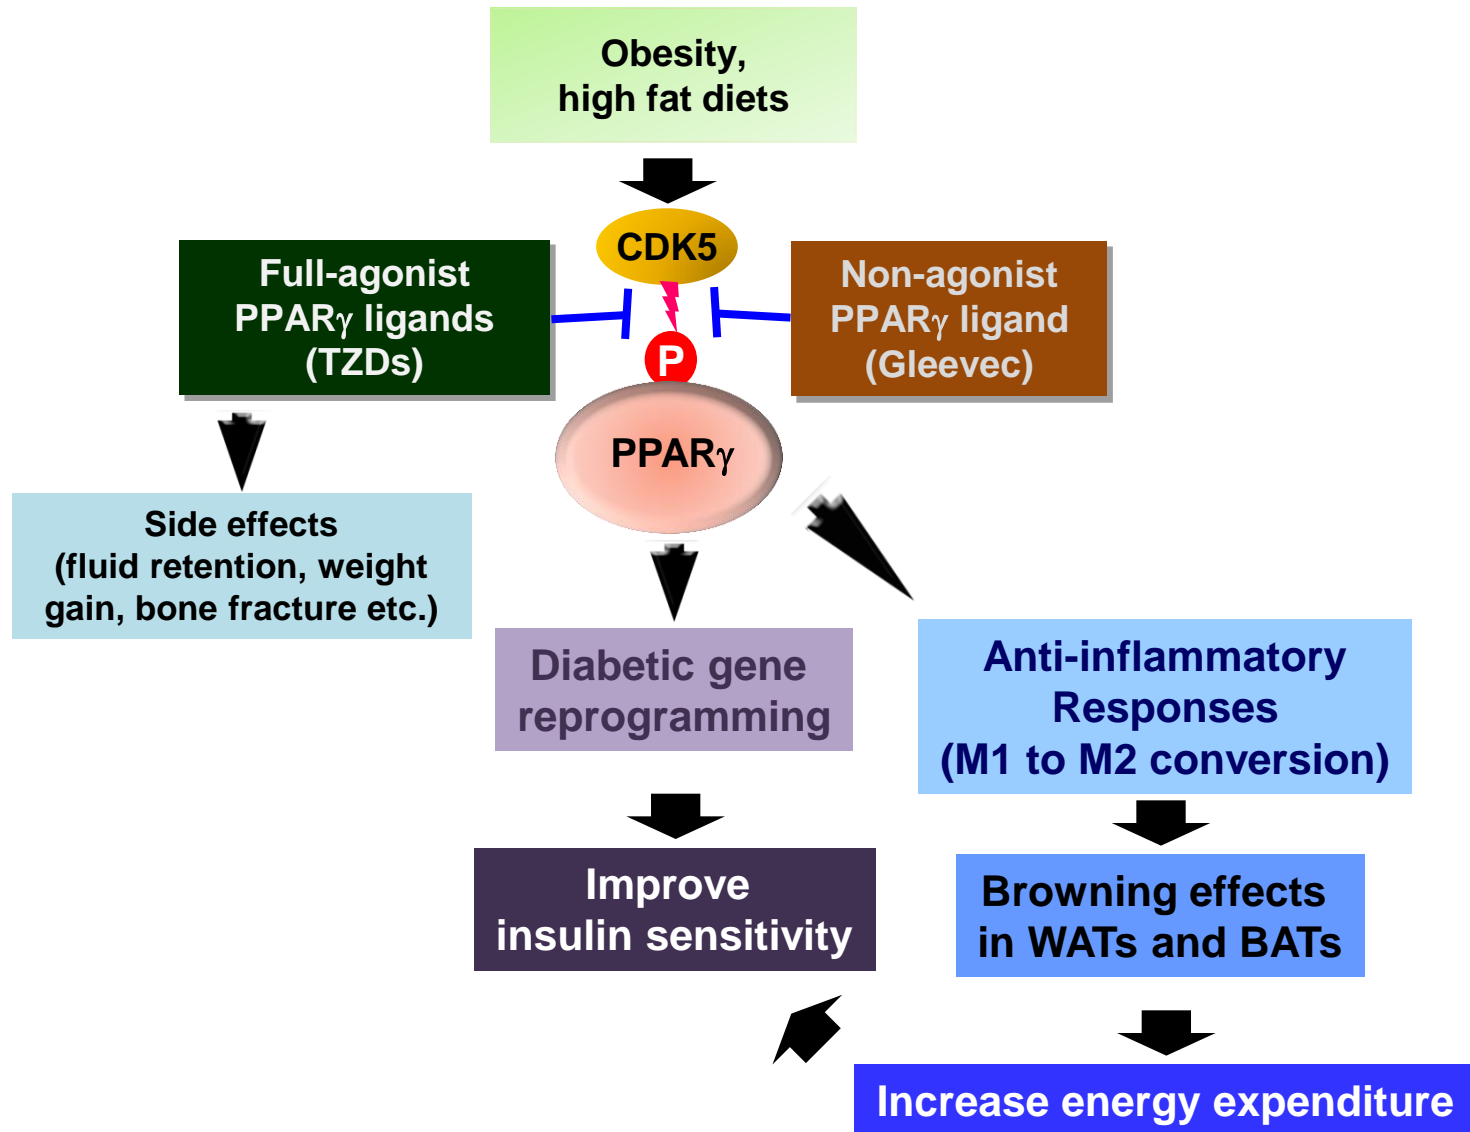 Obesity,
high fat diets
CDK5
Full-agonist
PPARγ ligands
(TZDs)
Non-agonist
PPARγ ligand
(Gleevec)
P
PPARγ
Side effects
(fluid retention, weight
gain, bone fracture etc.)
Diabetic gene
reprogramming
Anti-inflammatory
Responses
(M1 to M2 conversion)
Improve
insulin sensitivity
Browning effects
in WATs and BATs
Increase energy expenditure